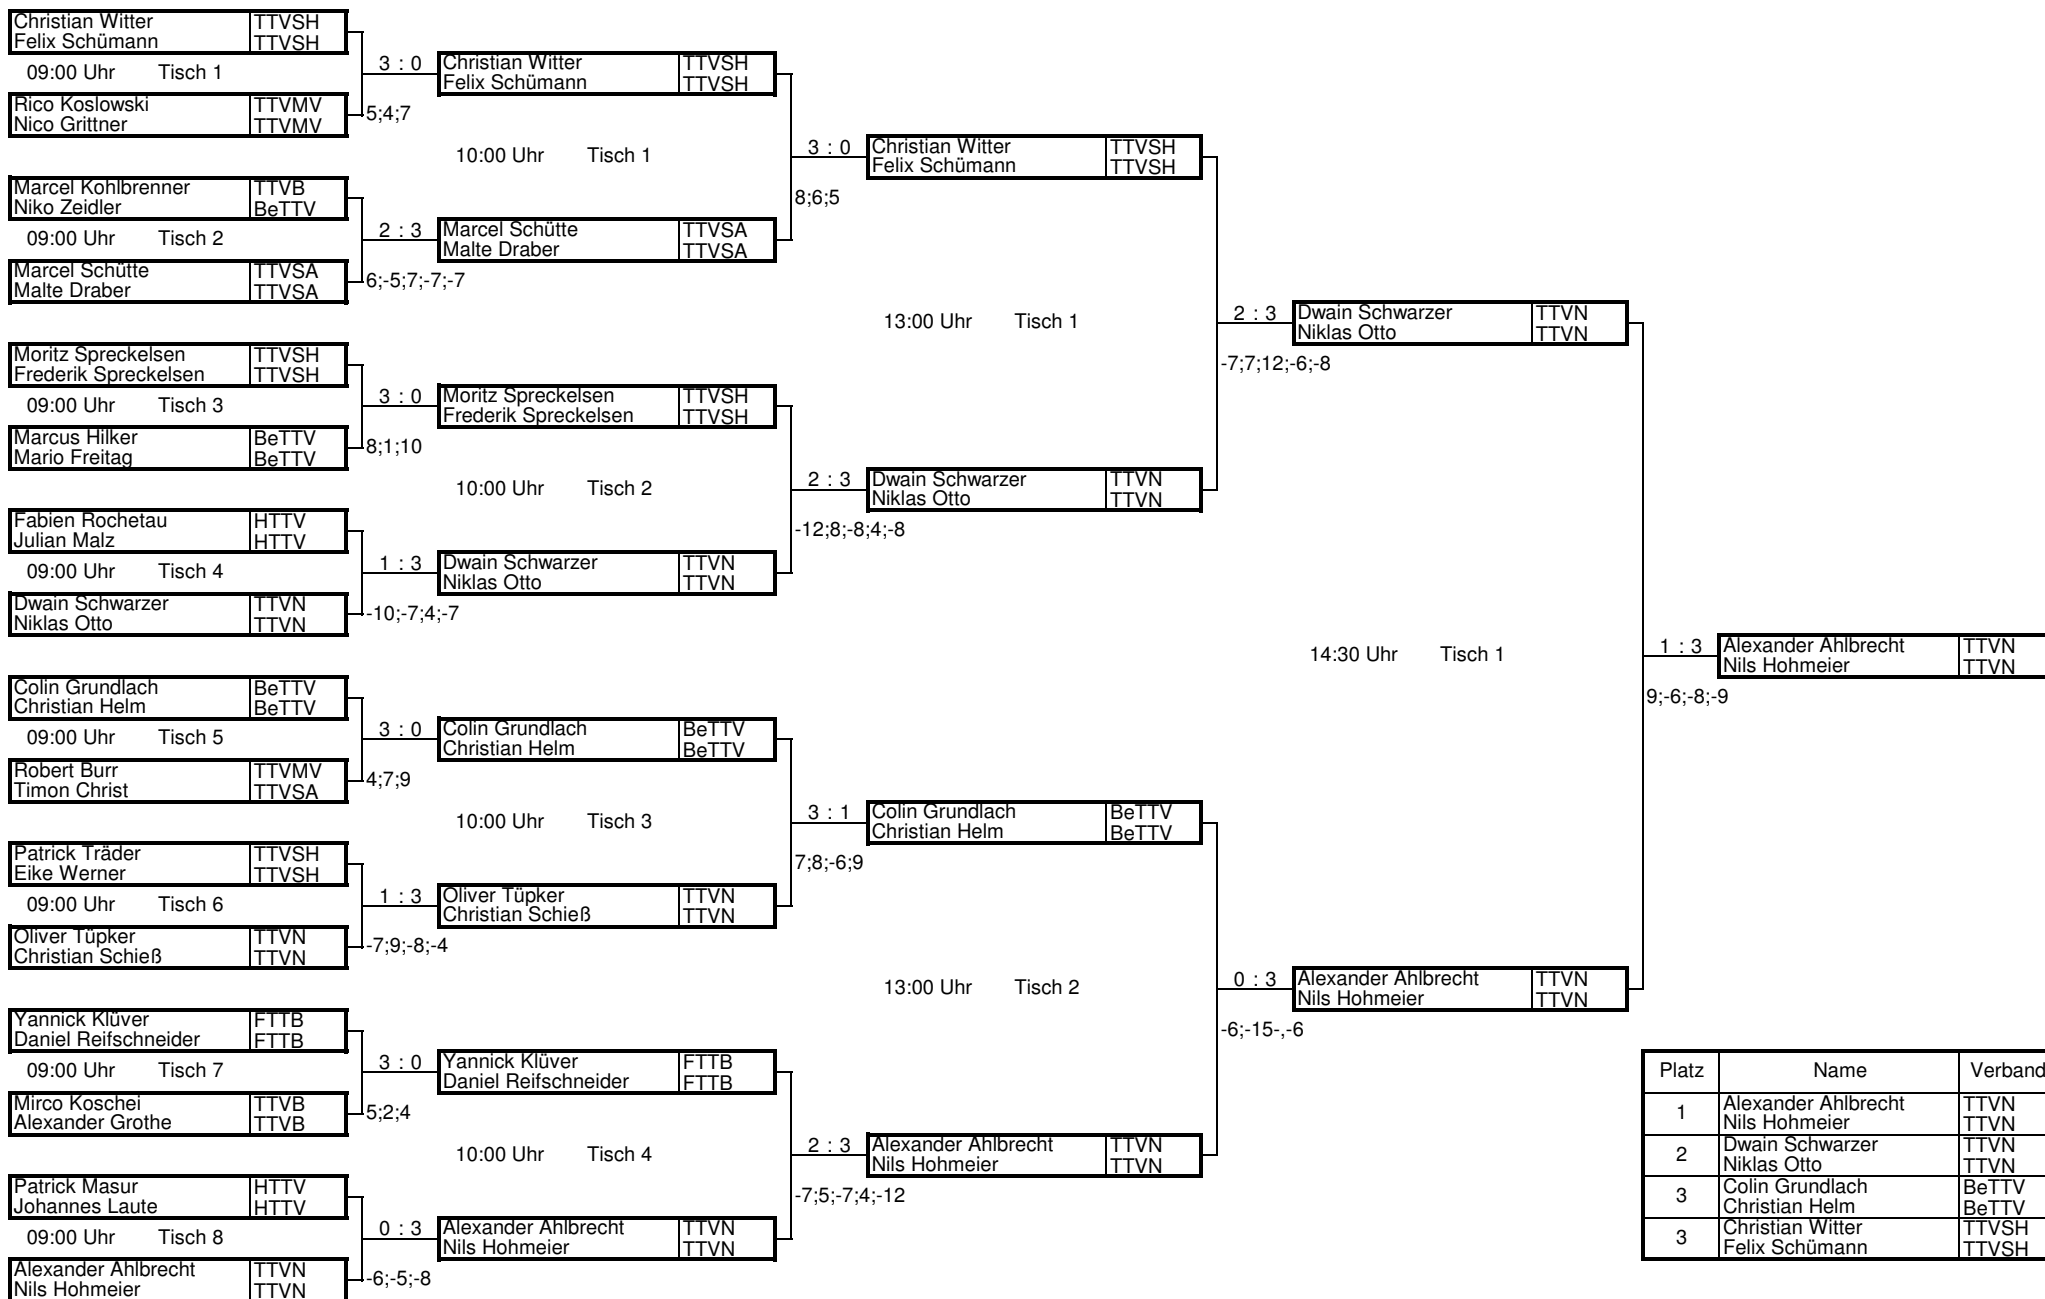 Christian Witter TTVSH
Felix Schümann TTVSH
09:00 Uhr Tisch 1
Rico Koslowski TTVMV
Nico Grittner TTVMV
Marcel Kohlbrenner TTVB
Niko Zeidler BeTTV
09:00 Uhr Tisch 2
Marcel Schütte TTVSA
Malte Draber TTVSA
Moritz Spreckelsen TTVSH
Frederik Spreckelsen TTVSH
09:00 Uhr Tisch 3
Marcus Hilker BeTTV
Mario Freitag BeTTV
Fabien Rochetau HTTV
Julian Malz HTTV
09:00 Uhr Tisch 4
Dwain Schwarzer TTVN
Niklas Otto TTVN
Colin Grundlach BeTTV
Christian Helm BeTTV
09:00 Uhr Tisch 5
Robert Burr TTVMV
Timon Christ TTVSA
Patrick Träder TTVSH
Eike Werner TTVSH
09:00 Uhr Tisch 6
Oliver Tüpker TTVN
Christian Schieß TTVN
Yannick Klüver FTTB
Daniel Reifschneider FTTB
09:00 Uhr Tisch 7
Mirco Koschei TTVB
Alexander Grothe TTVB
Patrick Masur HTTV
Johannes Laute HTTV
09:00 Uhr Tisch 8
Alexander Ahlbrecht TTVN
Nils Hohmeier TTVN
3 : 0 Christian Witter TTVSH
Felix Schümann TTVSH
5;4;7
10:00 Uhr Tisch 1
2 : 3 Marcel Schütte TTVSA
Malte Draber TTVSA
6;-5;7;-7;-7
3 : 0 Moritz Spreckelsen TTVSH
Frederik Spreckelsen TTVSH
8;1;10
10:00 Uhr Tisch 2
1 : 3 Dwain Schwarzer TTVN
Niklas Otto TTVN
-10;-7;4;-7
3 : 0 Colin Grundlach BeTTV
Christian Helm BeTTV
4;7;9
10:00 Uhr Tisch 3
1 : 3 Oliver Tüpker TTVN
Christian Schieß TTVN
-7;9;-8;-4
3 : 0 Yannick Klüver FTTB
Daniel Reifschneider FTTB
5;2;4
10:00 Uhr Tisch 4
0 : 3 Alexander Ahlbrecht TTVN
Nils Hohmeier TTVN
-6;-5;-8
3 : 0 Christian Witter TTVSH
Felix Schümann TTVSH
8;6;5
13:00 Uhr Tisch 1
2 : 3 Dwain Schwarzer TTVN
Niklas Otto TTVN
-12;8;-8;4;-8
3 : 1 Colin Grundlach BeTTV
Christian Helm BeTTV
7;8;-6;9
13:00 Uhr Tisch 2
2 : 3 Alexander Ahlbrecht TTVN
Nils Hohmeier TTVN
-7;5;-7;4;-12
2 : 3 Dwain Schwarzer TTVN
Niklas Otto TTVN
-7;7;12;-6;-8
14:30 Uhr Tisch 1
0 : 3 Alexander Ahlbrecht TTVN
Nils Hohmeier TTVN
-6;-15-,-6
1 : 3 Alexander Ahlbrecht TTVN
Nils Hohmeier TTVN
9;-6;-8;-9
Platz Name Verband
1 Alexander Ahlbrecht TTVN
Nils Hohmeier TTVN
2 Dwain Schwarzer TTVN
Niklas Otto TTVN
3 Colin Grundlach BeTTV
Christian Helm BeTTV
3 Christian Witter TTVSH
Felix Schümann TTVSH